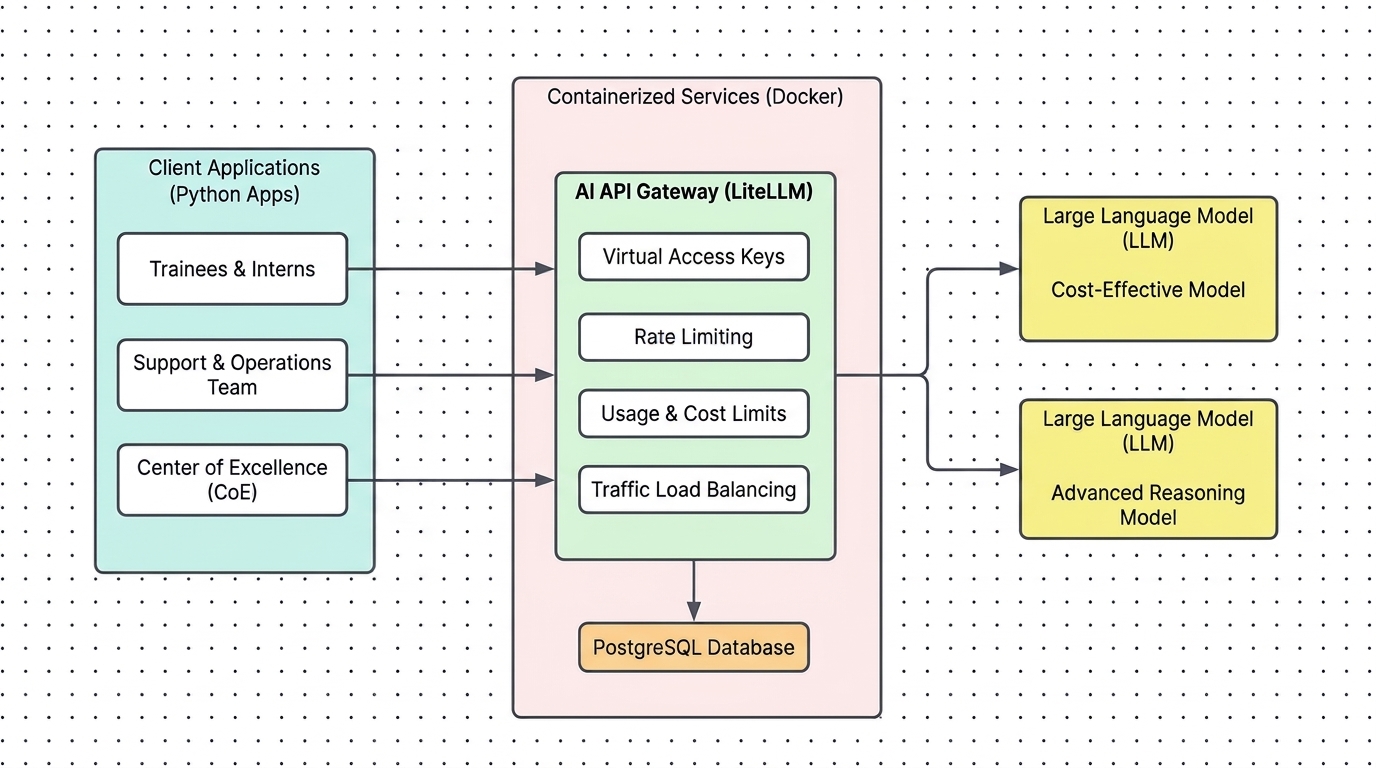 Containerized Services (Docker)
Client Applications
(Python Apps)
Trainees & Interns
Support & Operations
Team
Center of Excellence
(CoE)
AI API Gateway (LiteLLM)
Virtual Access Keys
Rate Limiting
Usage & Cost Limits
Traffic Load Balancing
PostgreSQL Database
Large Language Model
(LLM)
Cost-Effective Model
Large Language Model
(LLM)
Advanced Reasoning
Model